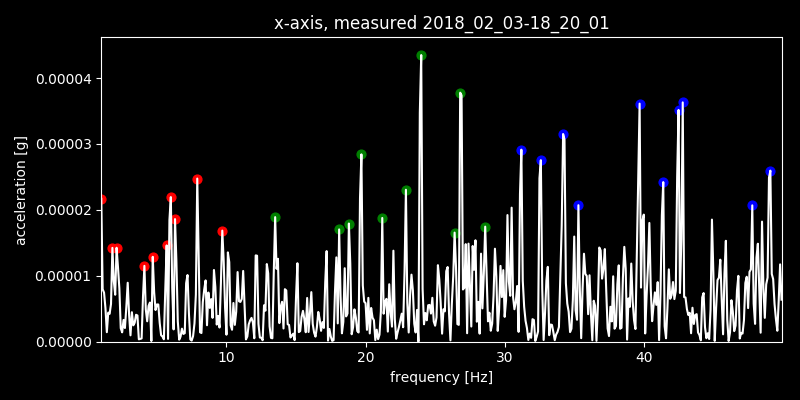 x-axis, measured 2018_02_03-18_20_01
acceleration [g]
0.00004
0.00003
0.00002
0.00001
0.00000
10 20 30 40
frequency [Hz]